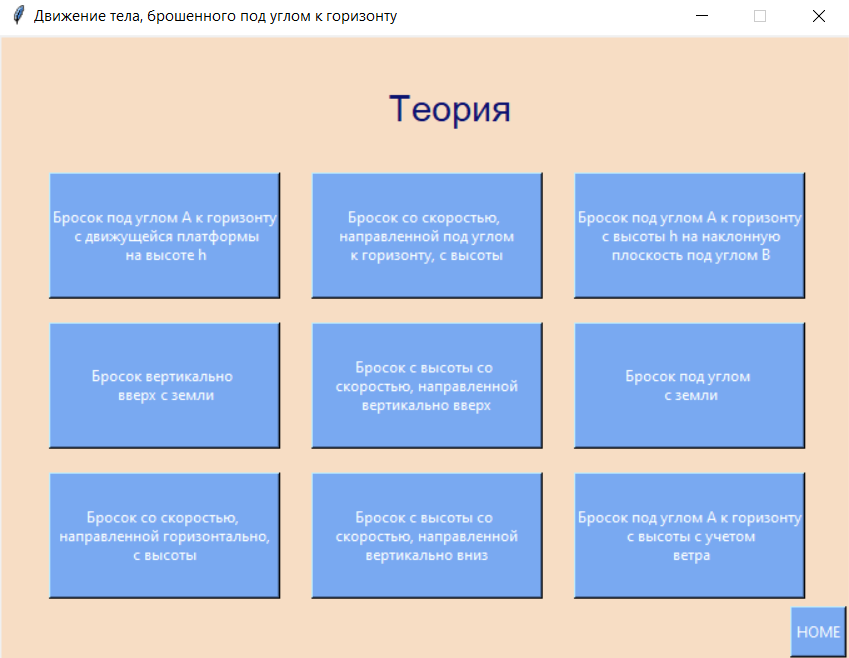 Движение тела, брошенного под углом к горизонту
Теория
Бросок под углом А к горизонту
с движущейся платформы
на высоте h
Бросок со скоростью,
направленной под углом
к горизонту, с высоты
Бросок под углом А к горизонту
с высоты h на наклонную
плоскость под углом В
Бросок вертикально
вверх с земли
Бросок с высоты со
скоростью, направленной
вертикально вверх
Бросок под углом
с земли
Бросок со скоростью,
направленной горизонтально,
с высоты
Бросок с высоты со
скоростью, направленной
вертикально вниз
Бросок под углом А к горизонту
с высоты с учетом
ветра
HOME